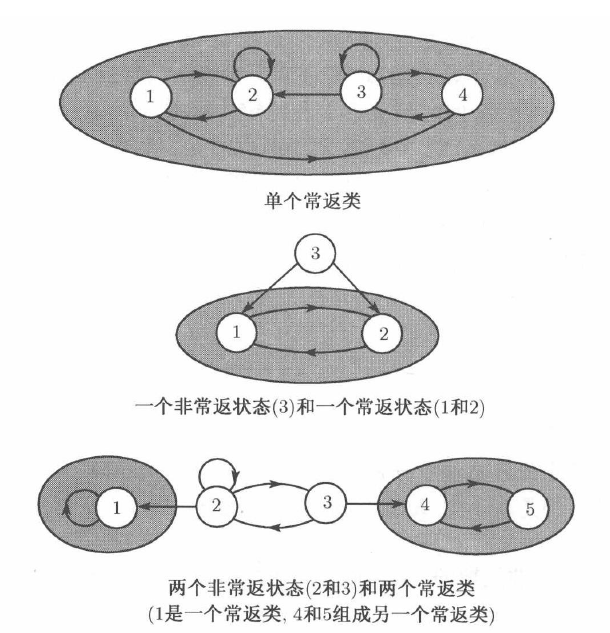 1 2 3 4
单个常返类
3
1 2
一个非常返状态(3)和一个常返状态(1和2)
1 2 3 4 5
两个非常返状态(2和3)和两个常返类
(1是一个常返类, 4和5组成另一个常返类)